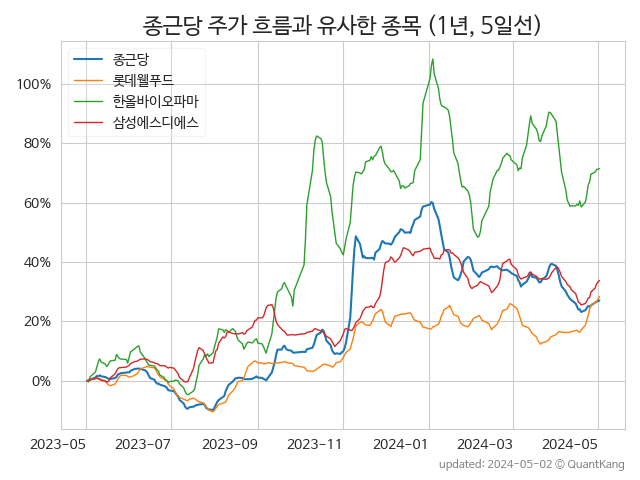 종근당 주가 흐름과 유사한 종목 (1년, 5일선)
종근당
롯데웰푸드
한올바이오파마
삼성에스디에스
100%
80%
60%
40%
20%
0%
2023-05 2023-07 2023-09 2023-11 2024-01 2024-03 2024-05
updated: 2024-05-02 © QuantKang